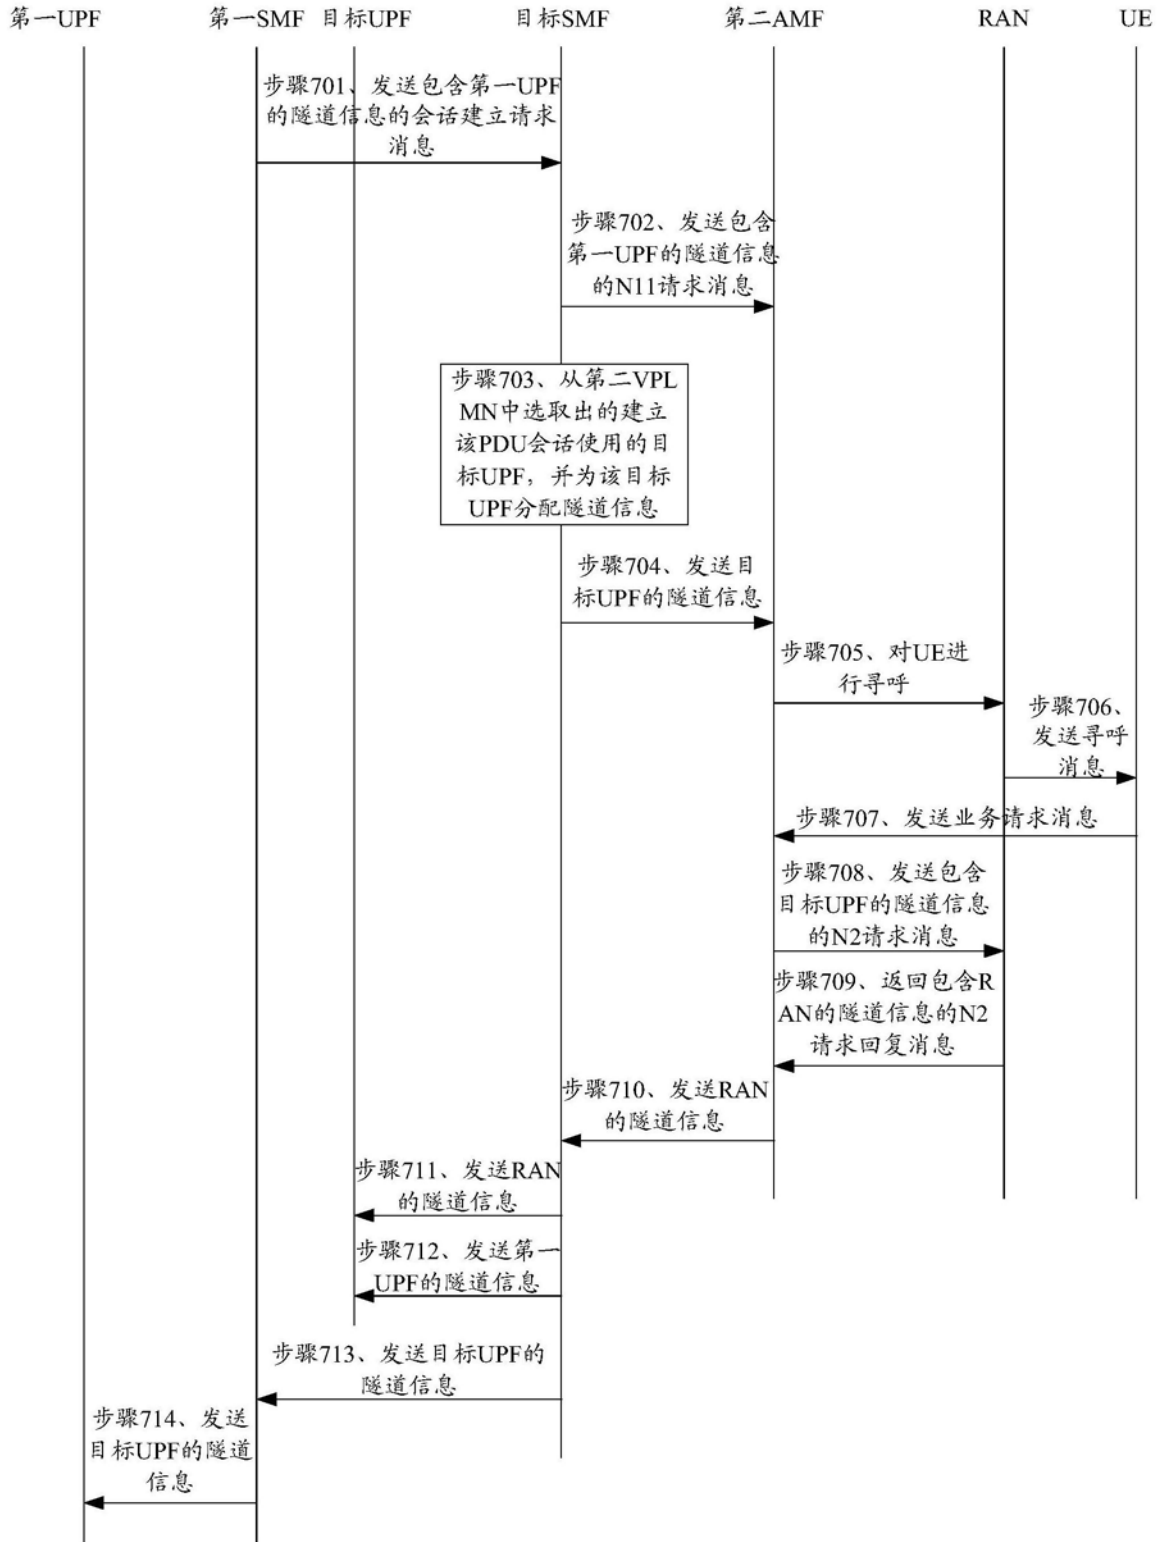 第一UPF 第一SMF 目标UPF 目标SMF 第二AMF RAN UE
步骤701、发送包含第一UPF
的隧道信息的会话建立请求
消息
步骤702、发送包含
第一UPF的隧道信息
的N11请求消息
步骤703、从第二VPL
MN中选取出的建立
该PDU会话使用的目
标UPF，并为该目标
UPF分配隧道信息
步骤704、发送目
标UPF的隧道信息
步骤705、对UE进
行寻呼
步骤706、
发送寻呼
消息
步骤707、发送业务请求消息
步骤708、发送包含
目标UPF的隧道信息
的N2请求消息
步骤709、返回包含R
AN的隧道信息的N2
请求回复消息
步骤710、发送RAN
的隧道信息
步骤711、发送RAN
的隧道信息
步骤712、发送第一
UPF的隧道信息
步骤713、发送目标UPF的
隧道信息
步骤714、发送
目标UPF的隧道
信息